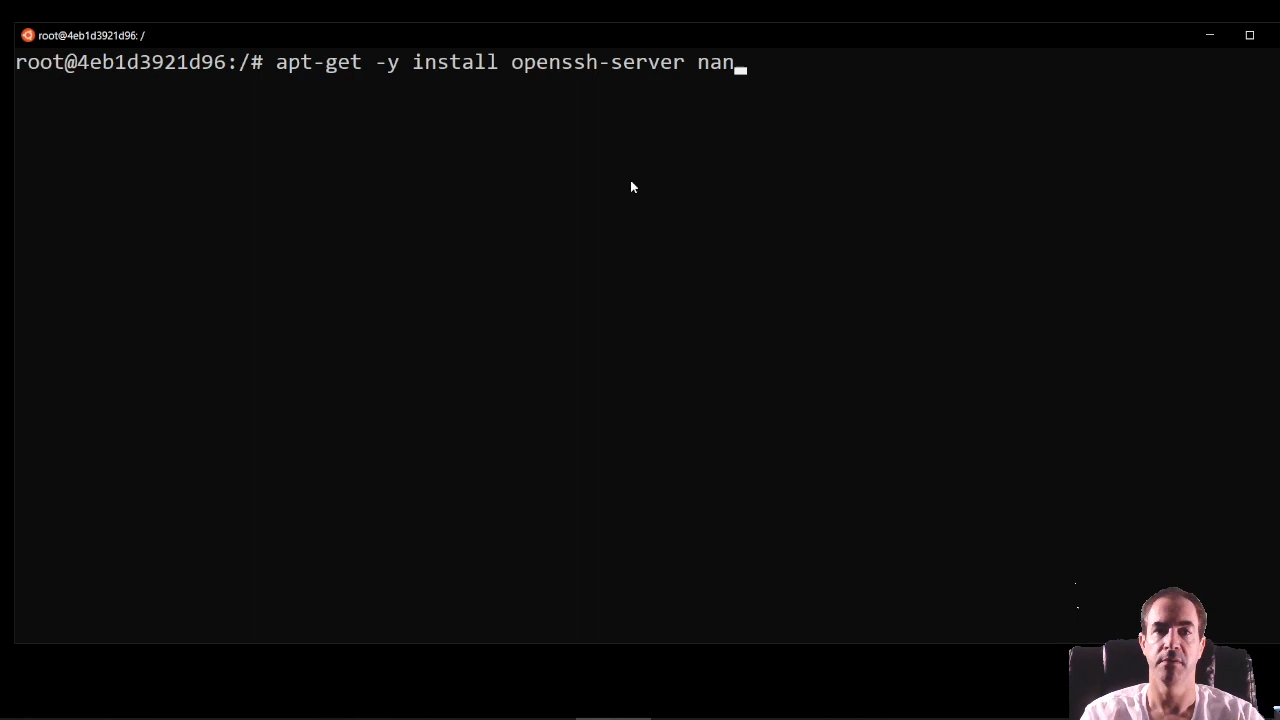 root@4eb1d3921d96: /
root@4eb1d3921d96:/# apt-get -y install openssh-server nan